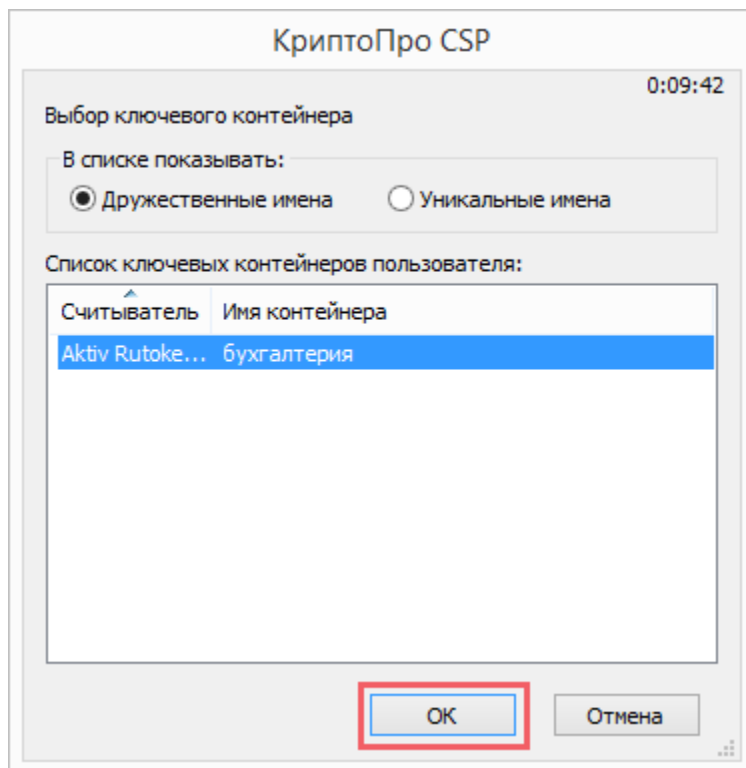 КриптоПро CSP
0:09:42
Выбор ключевого контейнера
В списке показывать:
Дружественные имена Уникальные имена
Список ключевых контейнеров пользователя:
Считыватель Имя контейнера
Aktiv Rutoke... бухгалтерия
ОК Отмена